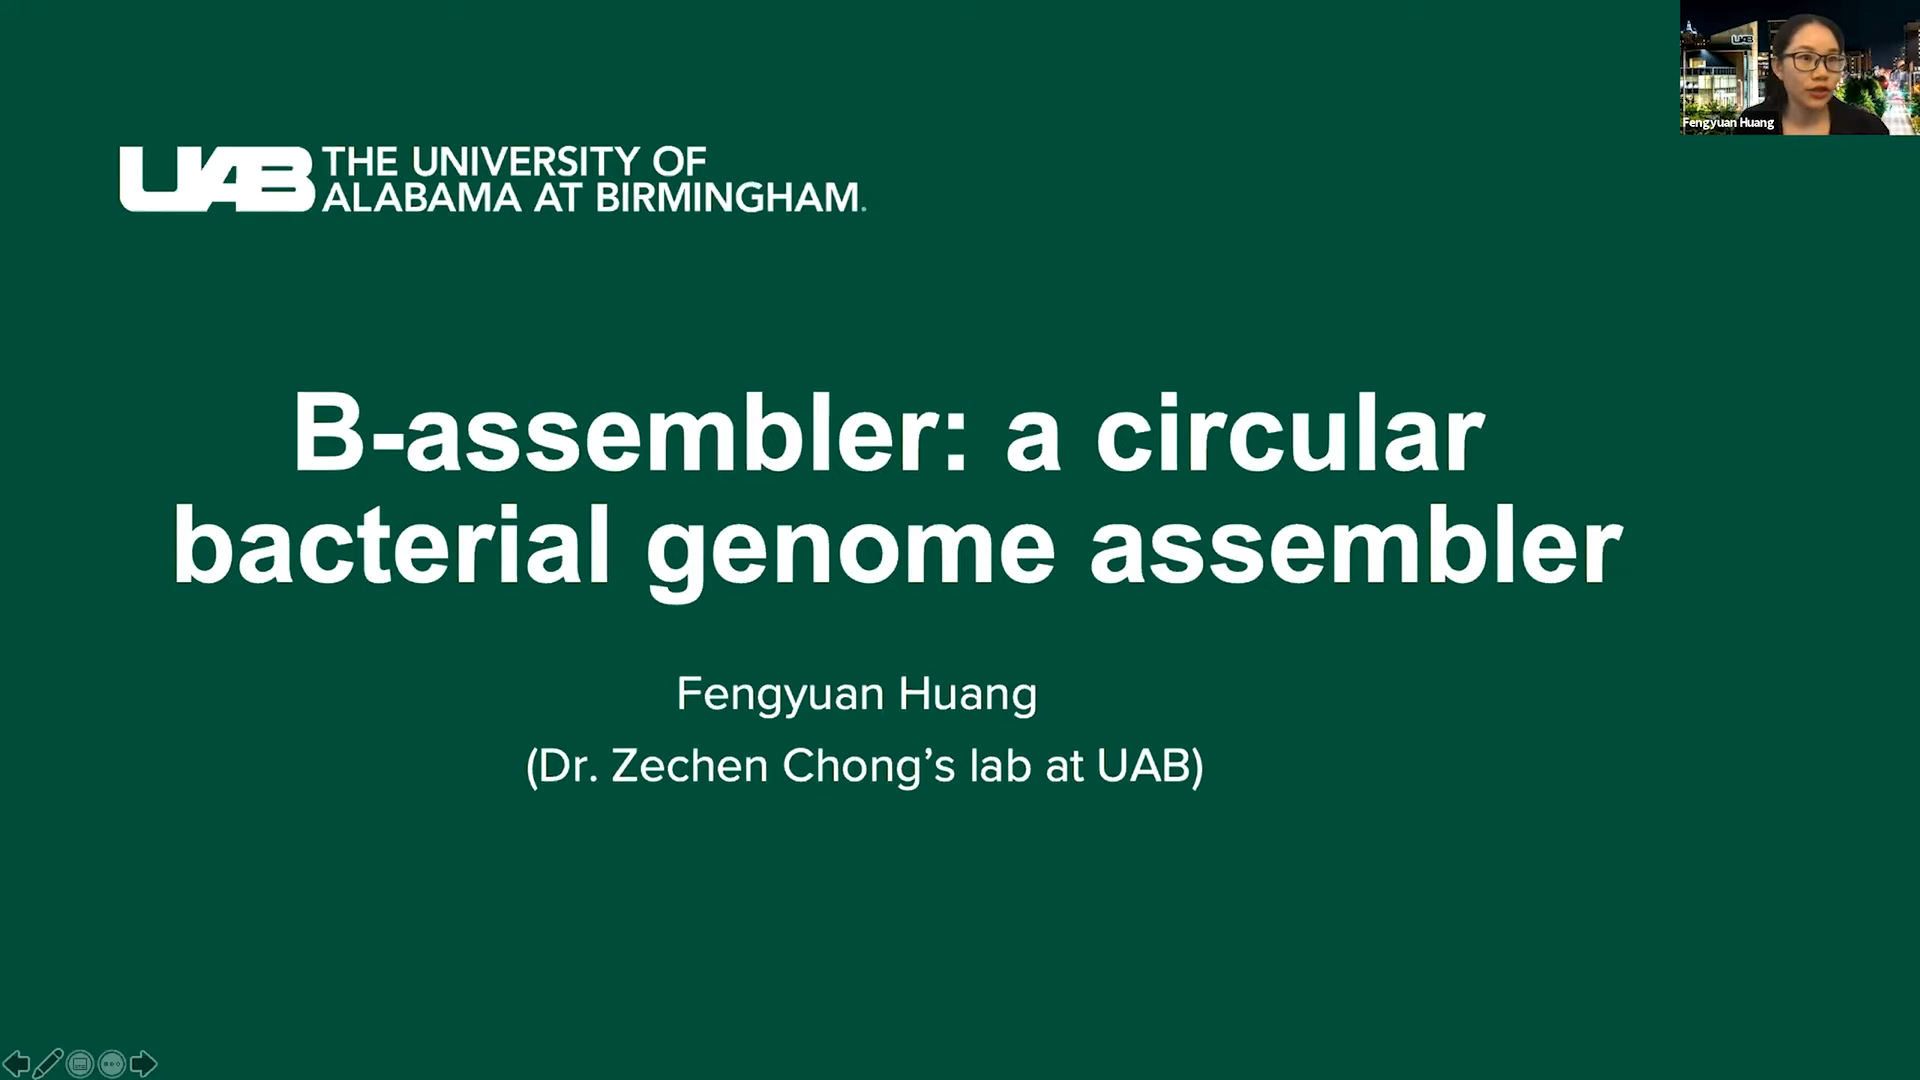 UAB
Fengyuan Huang
UAB THE UNIVERSITY OF
ALABAMA AT BIRMINGHAM.
B-assembler: a circular
bacterial genome assembler
Fengyuan Huang
(Dr. Zechen Chong’s lab at UAB)